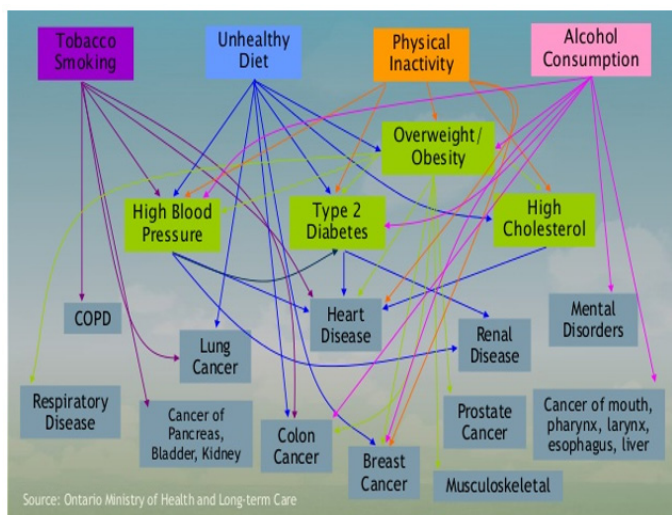 Tobacco
Smoking
Unhealthy
Diet
Physical
Inactivity
Alcohol
Consumption
Overweight/
Obesity
High Blood
Pressure
Type 2
Diabetes
High
Cholesterol
COPD
Lung
Cancer
Heart
Disease
Renal
Disease
Mental
Disorders
Respiratory
Disease
Cancer of
Pancreas,
Bladder, Kidney
Colon
Cancer
Breast
Cancer
Prostate
Cancer
Musculoskeletal
Cancer of mouth,
pharynx, larynx,
esophagus, liver
Source: Ontario Ministry of Health and Long-term Care